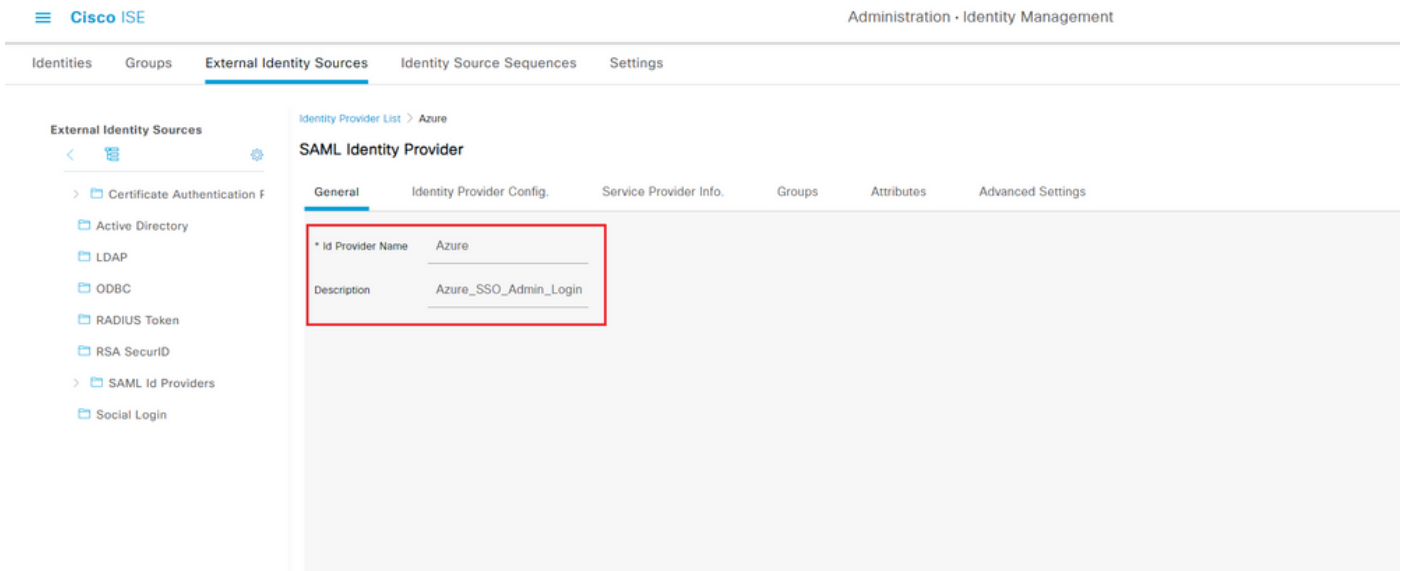 Cisco ISE
Administration · Identity Management
Identities Groups External Identity Sources Identity Source Sequences Settings
External Identity Sources
Certificate Authentication F
Active Directory
LDAP
ODBC
RADIUS Token
RSA SecurID
SAML Id Providers
Social Login
Identity Provider List > Azure
SAML Identity Provider
General Identity Provider Config. Service Provider Info. Groups Attributes Advanced Settings
* Id Provider Name Azure
Description Azure_SSO_Admin_Login